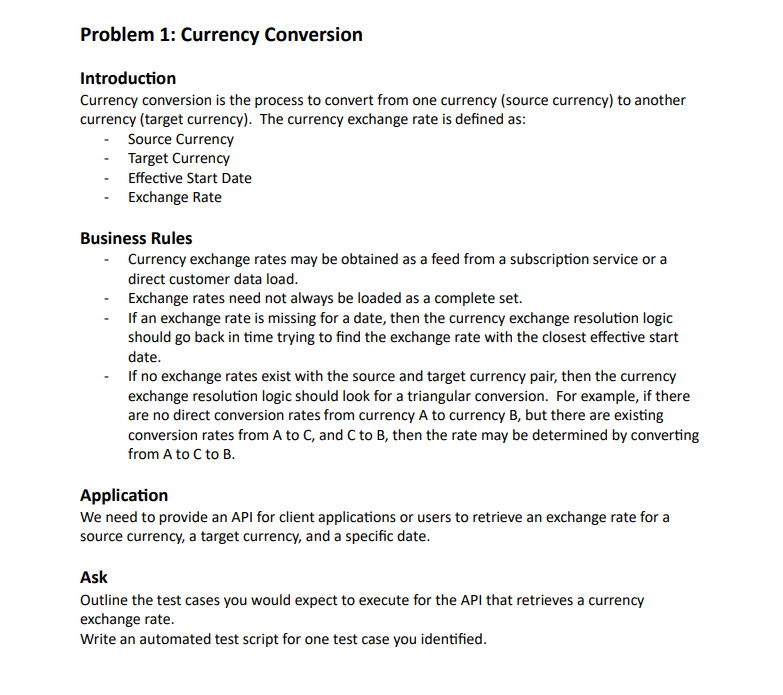 Problem 1: Currency Conversion
Introduction
Currency conversion is the process to convert from one currency (source currency) to another
currency (target currency).  The currency exchange rate is defined as:
- Source Currency
- Target Currency
- Effective Start Date
- Exchange Rate
Business Rules
- Currency exchange rates may be obtained as a feed from a subscription service or a
direct customer data load.
- Exchange rates need not always be loaded as a complete set.
- If an exchange rate is missing for a date, then the currency exchange resolution logic
should go back in time trying to find the exchange rate with the closest effective start
date.
- If no exchange rates exist with the source and target currency pair, then the currency
exchange resolution logic should look for a triangular conversion.  For example, if there
are no direct conversion rates from currency A to currency B, but there are existing
conversion rates from A to C, and C to B, then the rate may be determined by converting
from A to C to B.
Application
We need to provide an API for client applications or users to retrieve an exchange rate for a
source currency, a target currency, and a specific date.
Ask
Outline the test cases you would expect to execute for the API that retrieves a currency
exchange rate.
Write an automated test script for one test case you identified.